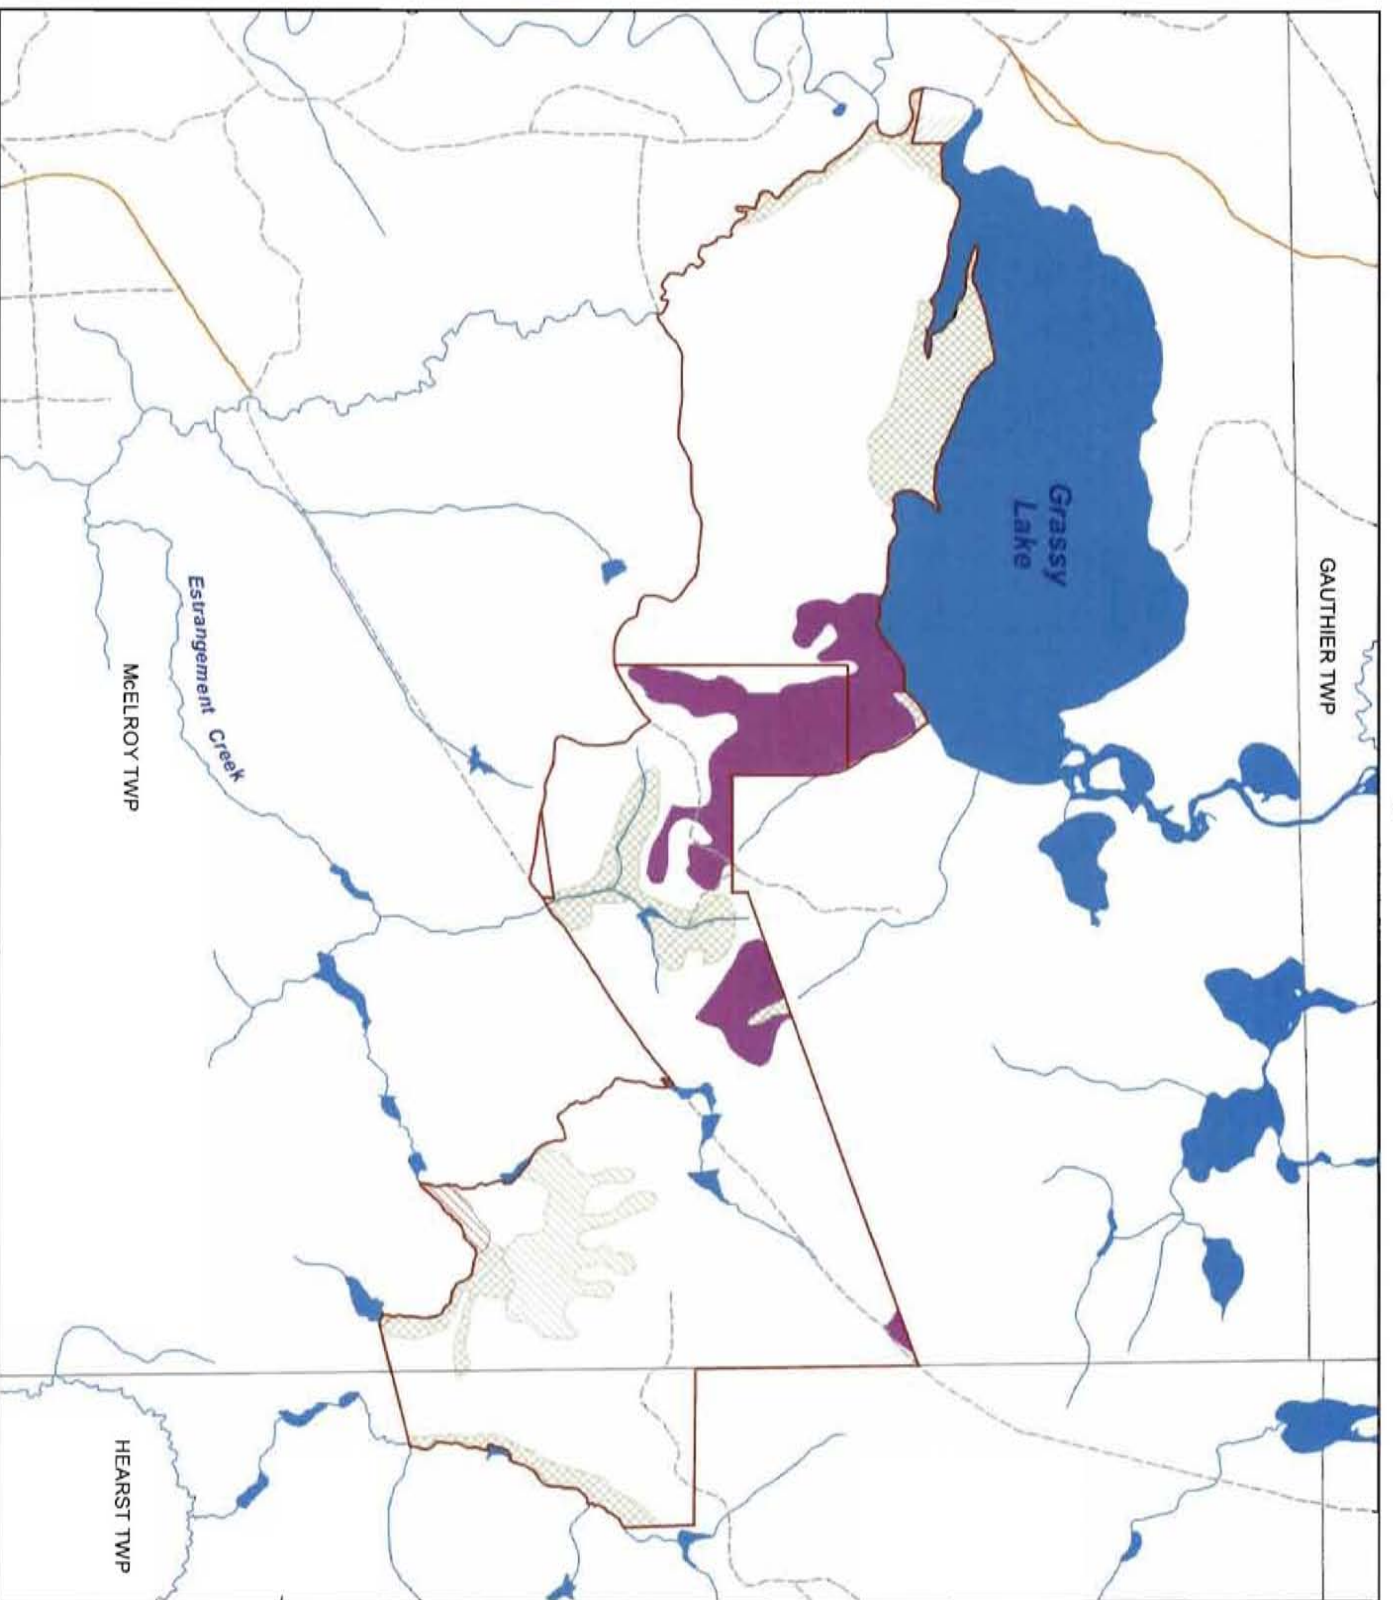 GAUTHIER TWP
Grassy
Lake
Estrangement Creek
McELROY TWP
HEARST TWP